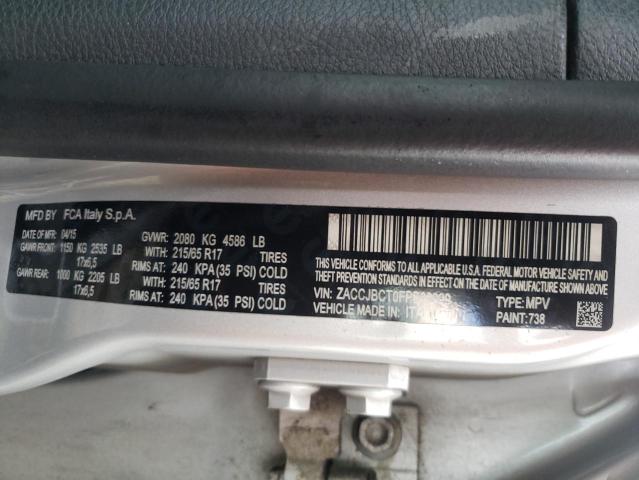 MFD BY FCA Italy S.p.A.
DATE OF MFR: 04/15 GVWR: 2080 KG 4586 LB
GAWR FRONT: 1150 KG 2535 LB WITH: 215/65 R17 TIRES
17x6,5 RIMS AT: 240 KPA(35 PSI) COLD
GAWR REAR: 1000 KG 2205 LB WITH: 215/65 R17 TIRES
17x6,5 RIMS AT: 240 KPA (35 PSI) COLD
THIS VEHICLE CONFORMS TO ALL APPLICABLE U.S.A. FEDERAL MOTOR VEHICLE SAFETY AND
THEFT PREVENTION STANDARDS IN EFFECT ON THE DATE OF MANUFACTURE SHOWN ABOVE
VIN: TYPE: MPV
VEHICLE MADE IN: PAINT: 738